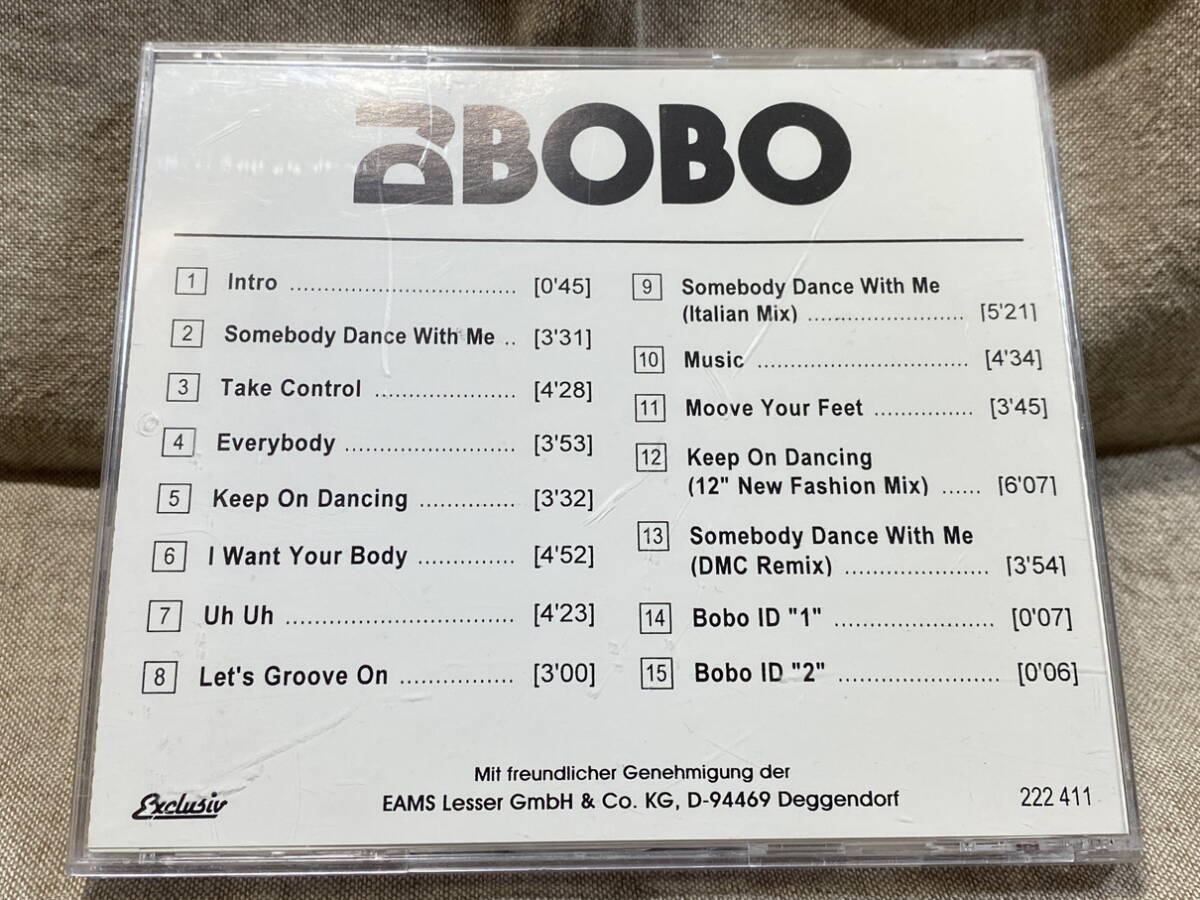 DJ BOBO
1 Intro ................................ [0'45]
2 Somebody Dance With Me .. [3'31]
3 Take Control .................... [4'28]
4 Everybody ........................ [3'53]
5 Keep On Dancing .............. [3'32]
6 I Want Your Body .............. [4'52]
7 Uh Uh ................................ [4'23]
8 Let's Groove On ................ [3'00]
9 Somebody Dance With Me
(Italian Mix) ...................... [5'21]
10 Music .............................. [4'34]
11 Moove Your Feet .............. [3'45]
12 Keep On Dancing
(12" New Fashion Mix) ...... [6'07]
13 Somebody Dance With Me
(DMC Remix) .................... [3'54]
14 Bobo ID "1" ...................... [0'07]
15 Bobo ID "2" ...................... [0'06]
Mit freundlicher Genehmigung der
EAMS Lesser GmbH & Co. KG, D-94469 Deggendorf
Exclusiv
222 411